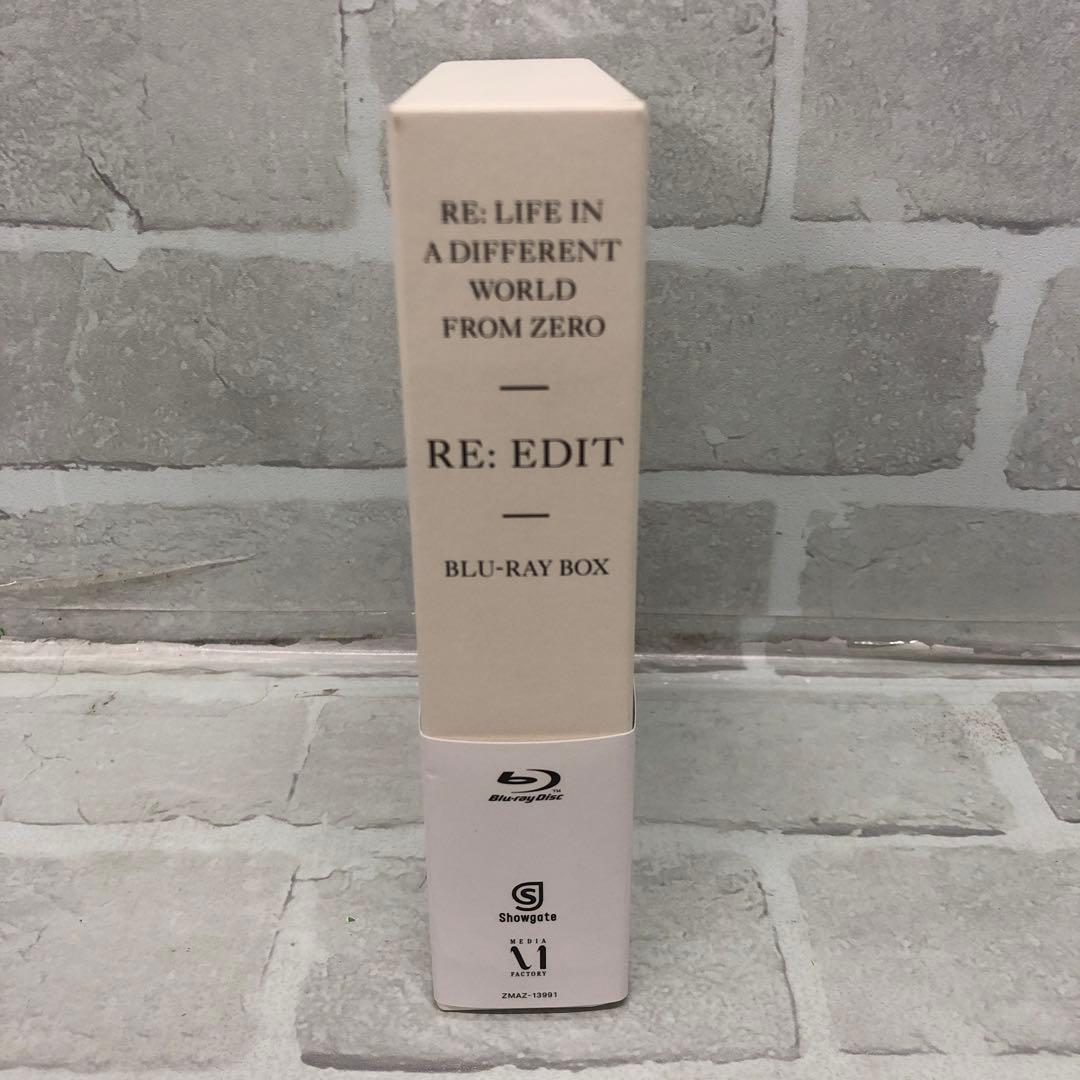 RE: LIFE IN
A DIFFERENT
WORLD
FROM ZERO
RE: EDIT
BLU-RAY BOX
Blu-ray Disc
TM
Showgate
MEDIA
FACTORY
ZMAZ-13991